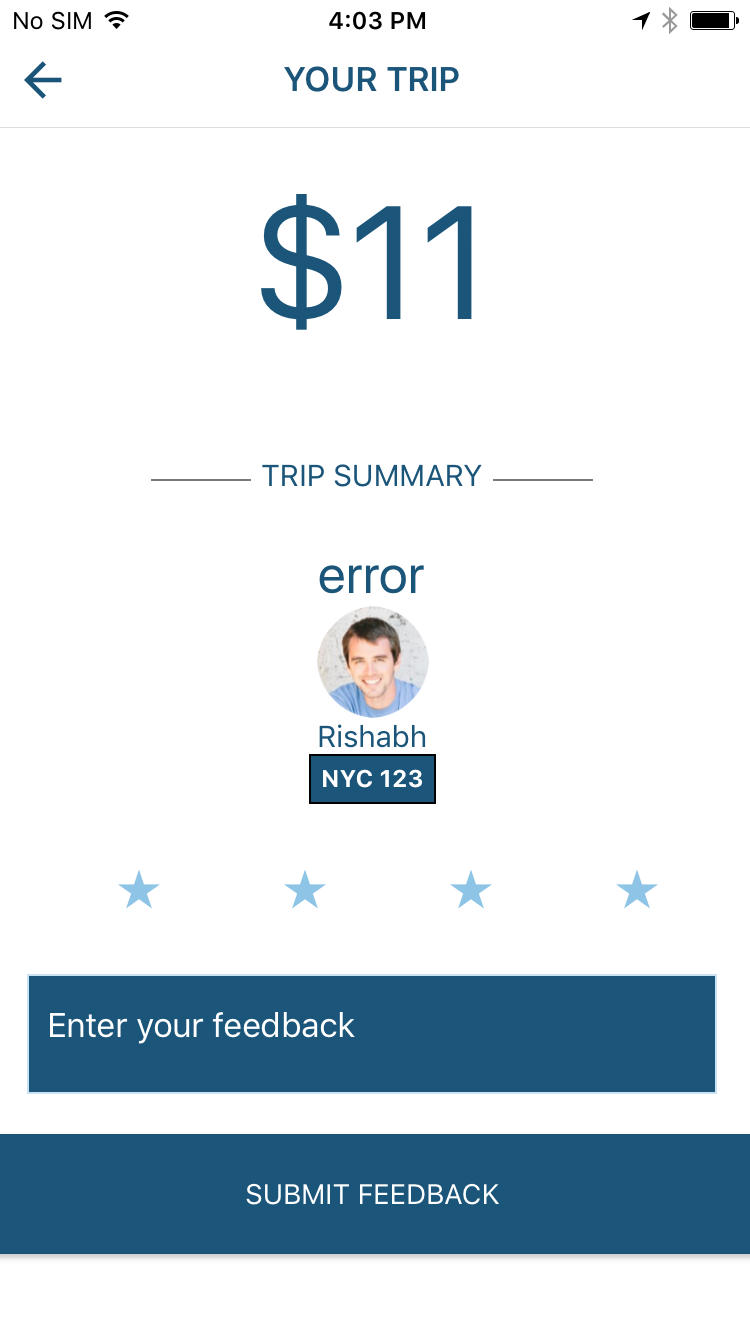 No SIM 4:03 PM
YOUR TRIP
$11
TRIP SUMMARY
error
Rishabh
NYC 123
Enter your feedback
SUBMIT FEEDBACK